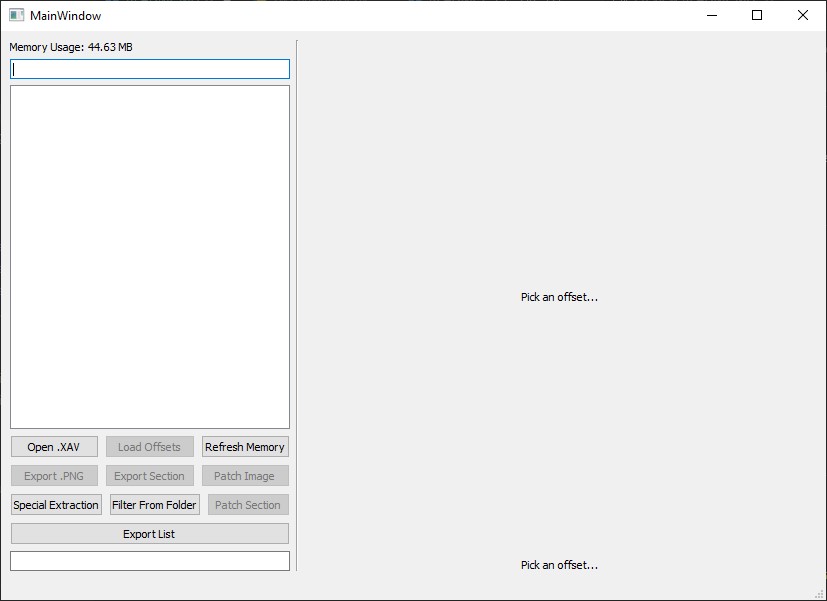 MainWindow
Memory Usage: 44.63 MB
Pick an offset...
Open .XAV Load Offsets Refresh Memory
Export .PNG Export Section Patch Image
Special Extraction Filter From Folder Patch Section
Export List
Pick an offset...